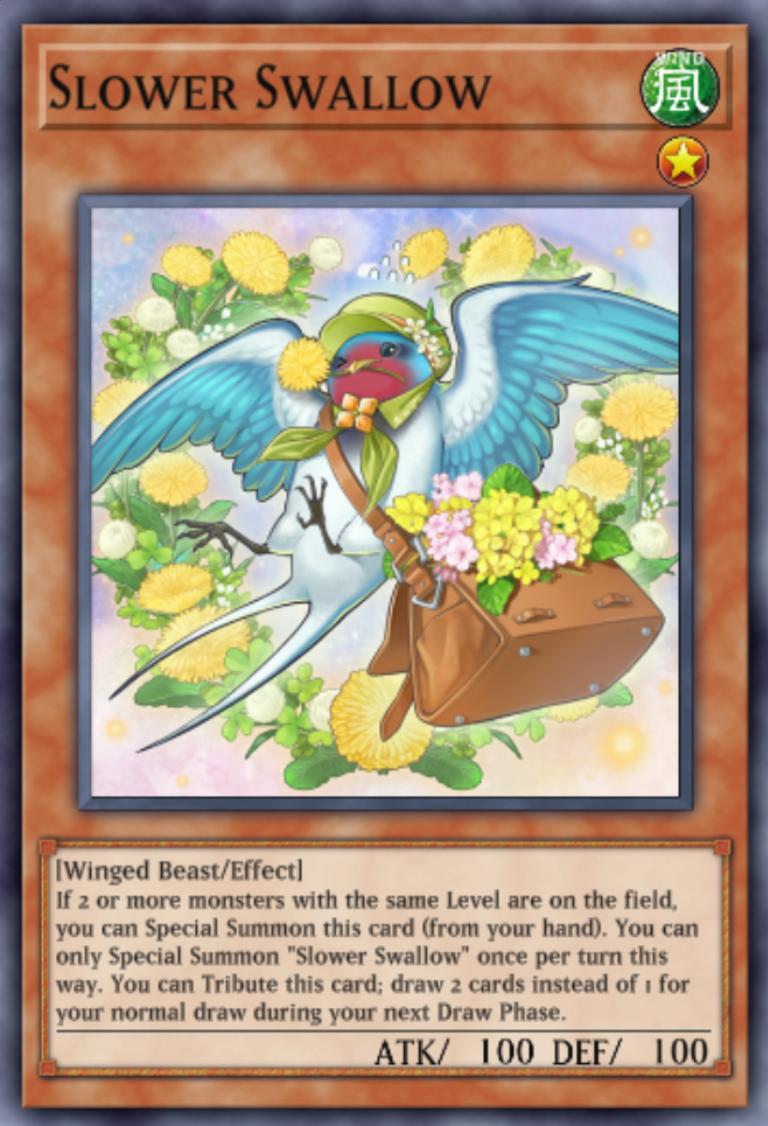 Slower Swallow
WIND
風
[Winged Beast/Effect]
If 2 or more monsters with the same Level are on the field,
you can Special Summon this card (from your hand). You can
only Special Summon "Slower Swallow" once per turn this
way. You can Tribute this card; draw 2 cards instead of 1 for
your normal draw during your next Draw Phase.
ATK/ 100 DEF/ 100